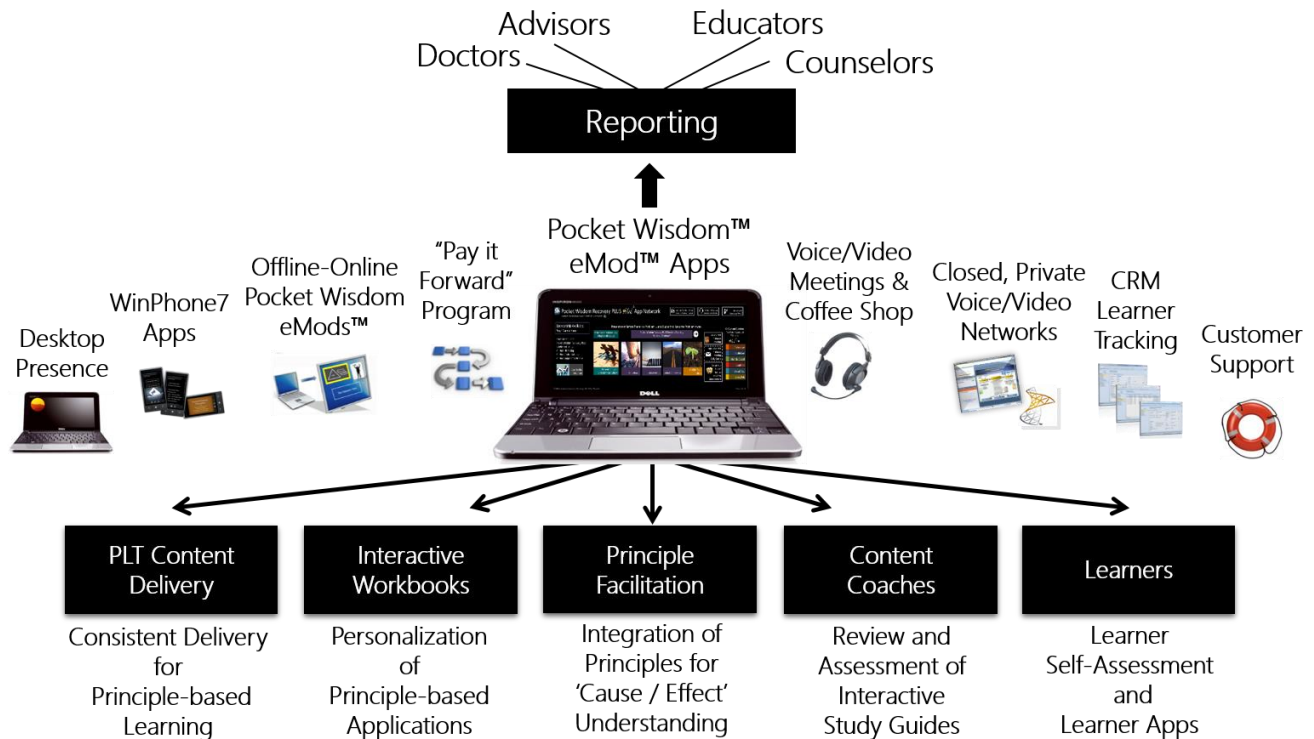 Advisors
Educators
Doctors
Counselors
Reporting
Pocket Wisdom™
eMod™ Apps
"Pay it
Forward"
Program
Offline-Online
Pocket Wisdom
eMods™
WinPhone7
Apps
Desktop
Presence
Voice/Video
Meetings &
Coffee Shop
Closed, Private
Voice/Video
Networks
CRM
Learner
Tracking
Customer
Support
DELL
PLT Content
Delivery
Interactive
Workbooks
Principle
Facilitation
Content
Coaches
Learners
Consistent Delivery
for
Principle-based
Learning
Personalization
of
Principle-based
Applications
Integration of
Principles for
‘Cause / Effect’
Understanding
Review and
Assessment of
Interactive
Study Guides
Learner
Self-Assessment
and
Learner Apps